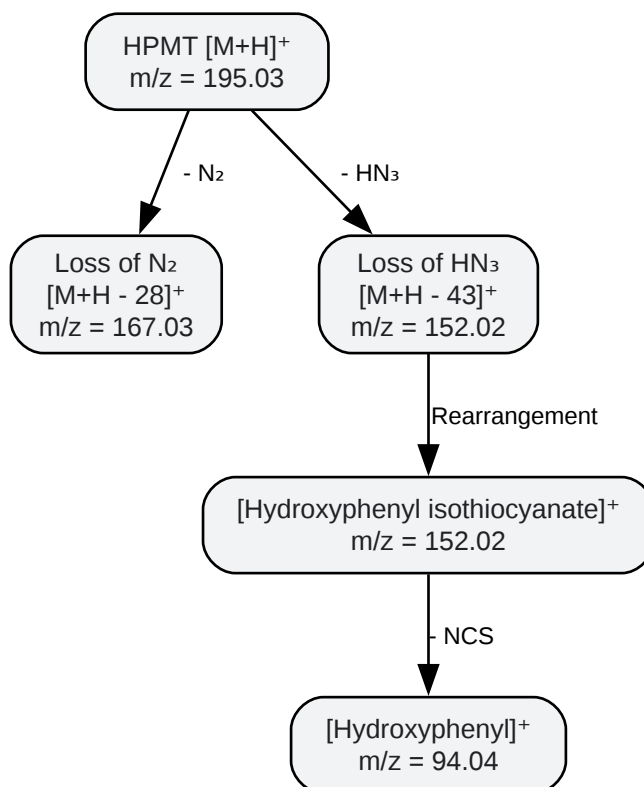 HPMT [M+H]⁺
m/z = 195.03
- N₂
- HN₃
Loss of N₂
[M+H - 28]⁺
m/z = 167.03
Loss of HN₃
[M+H - 43]⁺
m/z = 152.02
Rearrangement
[Hydroxyphenyl isothiocyanate]⁺
m/z = 152.02
- NCS
[Hydroxyphenyl]⁺
m/z = 94.04